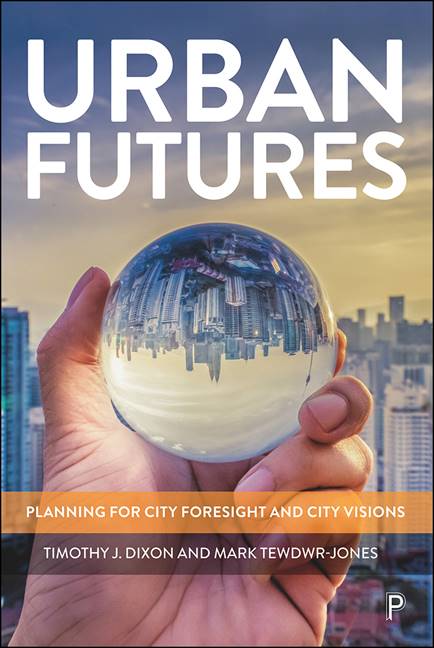 URBAN
FUTURES
PLANNING FOR CITY FORESIGHT AND CITY VISIONS
TIMOTHY J. DIXON AND MARK TEWDWR-JONES
P